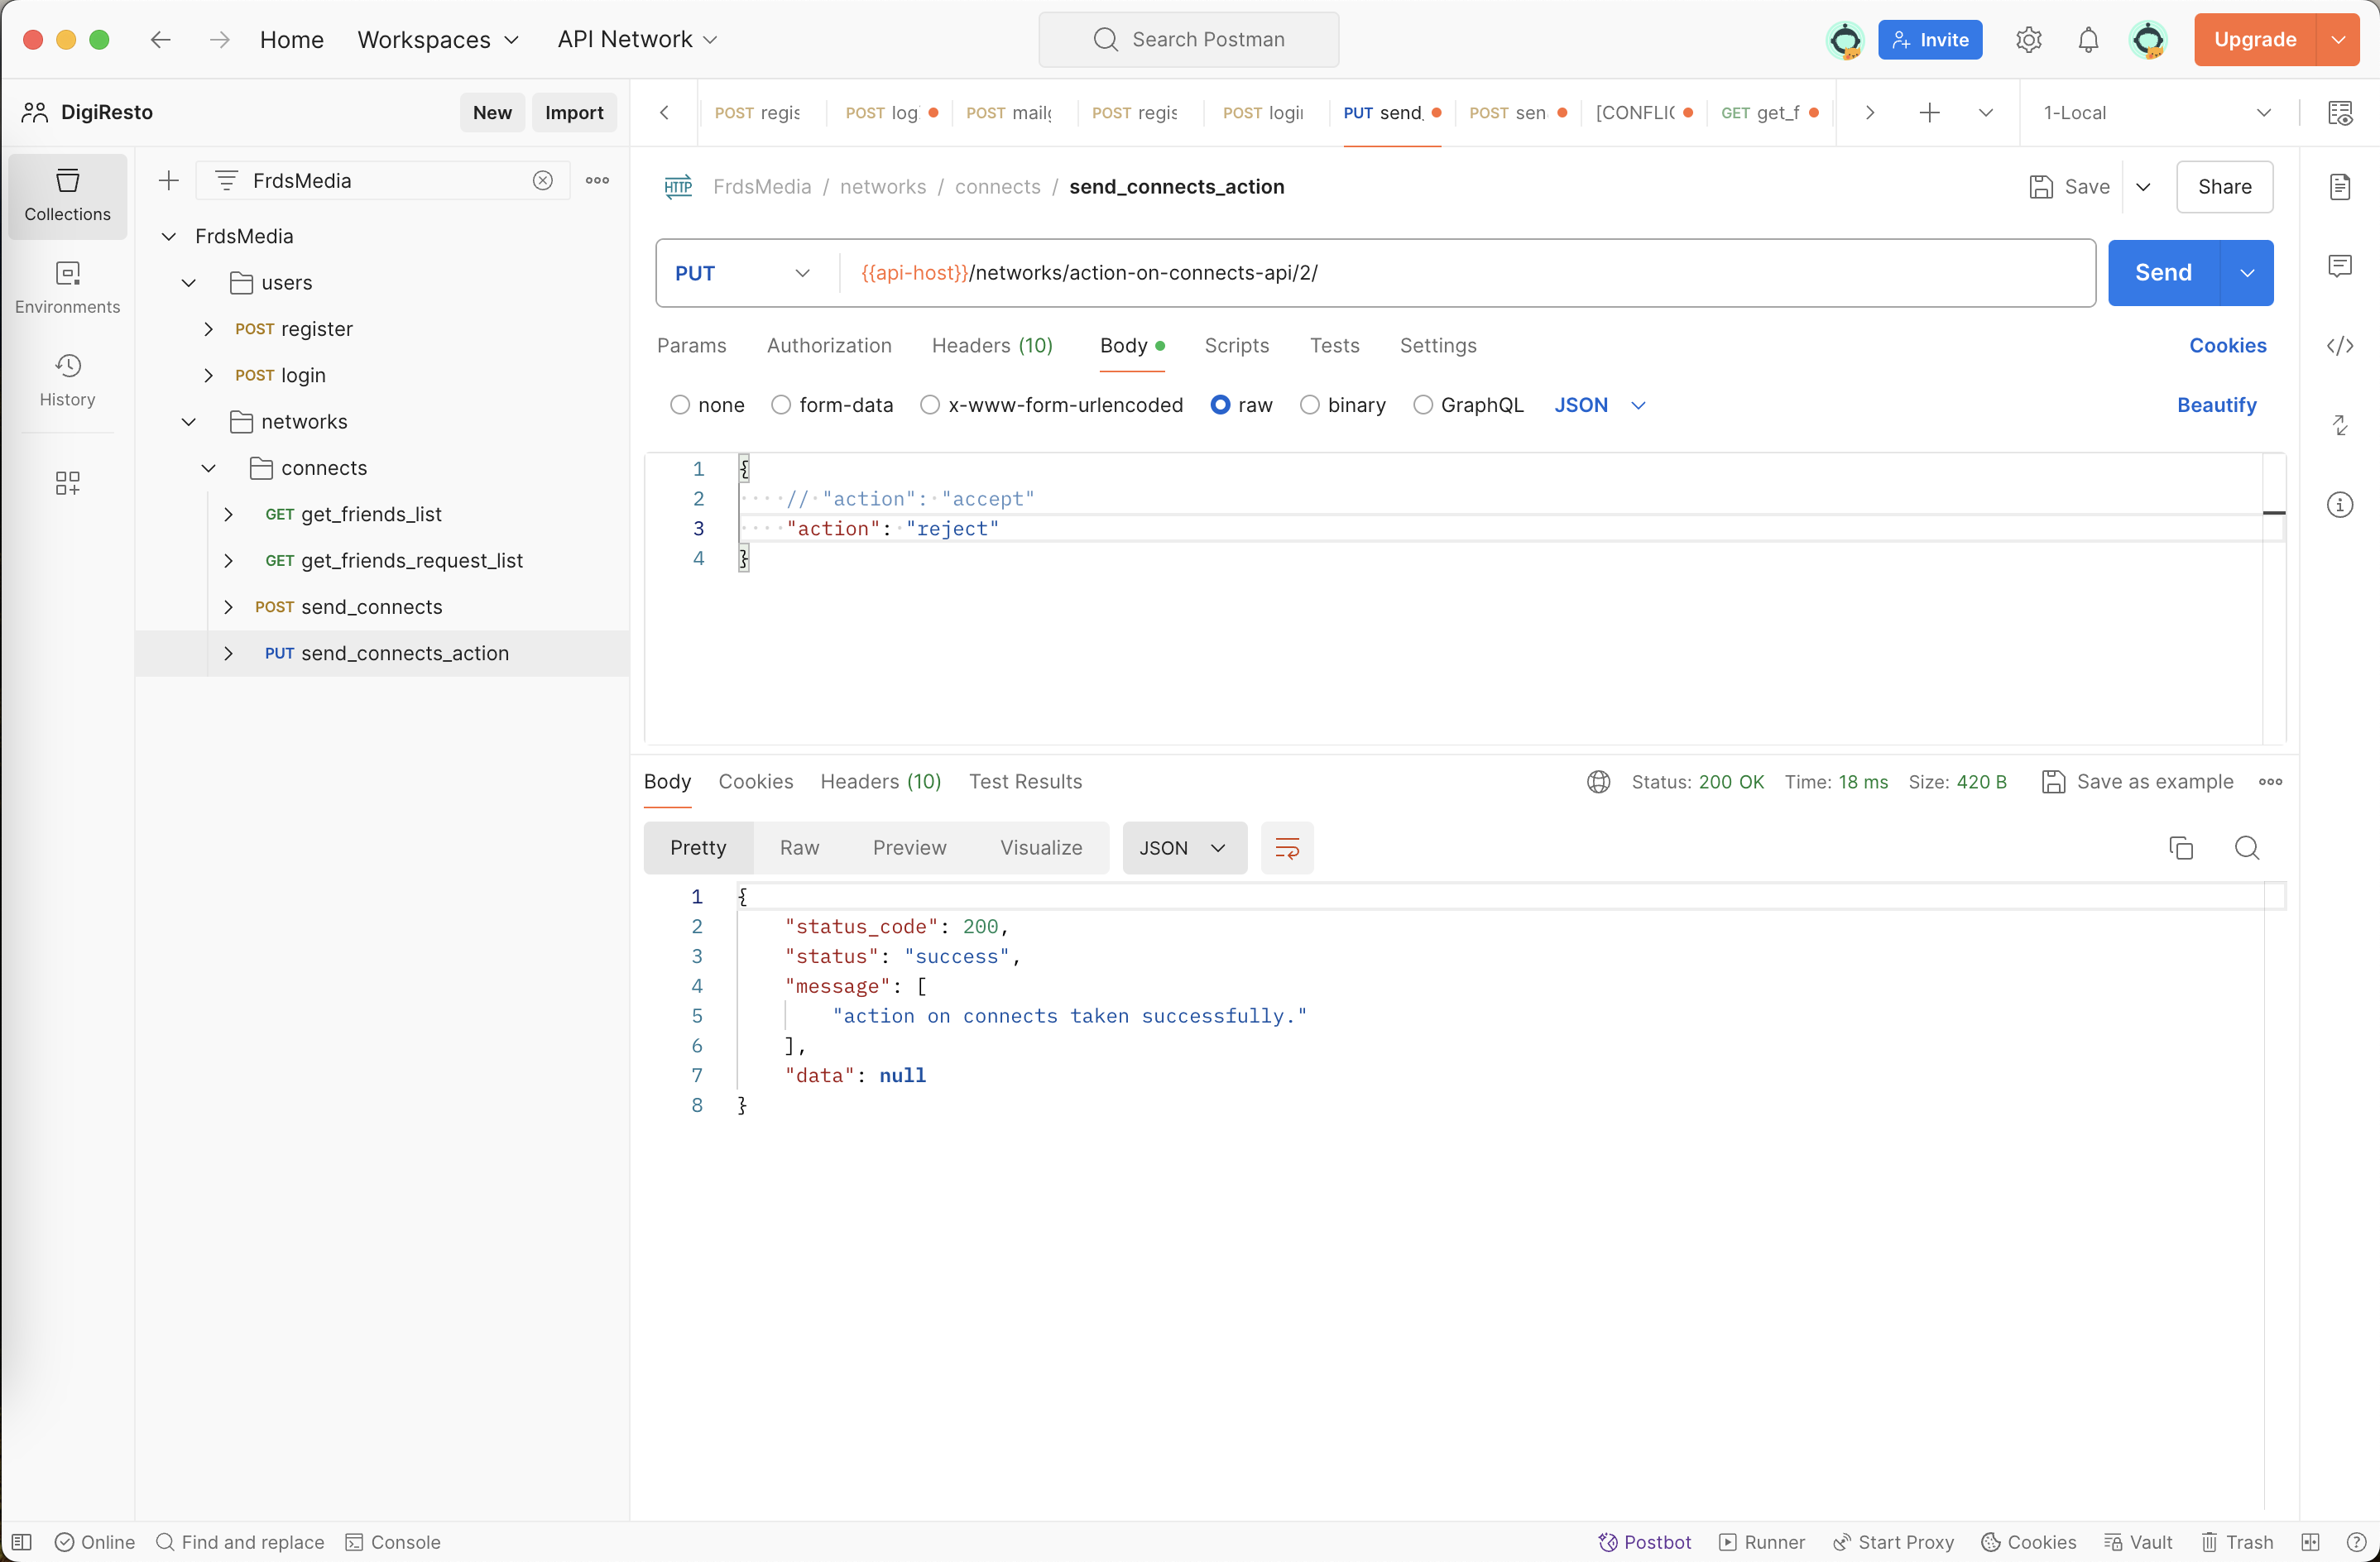 Home Workspaces API Network Search Postman Invite Upgrade
DigiResto New Import POST regis POST log POST mailg POST regis POST logi PUT send_ POST sen [CONFLIC GET get_f 1-Local
Collections
Environments
History
FrdsMedia
FrdsMedia
users
POST register
POST login
networks
connects
GET get_friends_list
GET get_friends_request_list
POST send_connects
PUT send_connects_action
HTTP FrdsMedia / networks / connects / send_connects_action Save Share
PUT {{api-host}}/networks/action-on-connects-api/2/ Send
Params Authorization Headers (10) Body Scripts Tests Settings Cookies
none form-data x-www-form-urlencoded raw binary GraphQL JSON Beautify
1 {
2 // "action": "accept"
3 "action": "reject"
4 }
Body Cookies Headers (10) Test Results Status: 200 OK Time: 18 ms Size: 420 B Save as example
Pretty Raw Preview Visualize JSON
1 {
2 "status_code": 200,
3 "status": "success",
4 "message": [
5 "action on connects taken successfully."
6 ],
7 "data": null
8 }
Online Find and replace Console Postbot Runner Start Proxy Cookies Vault Trash